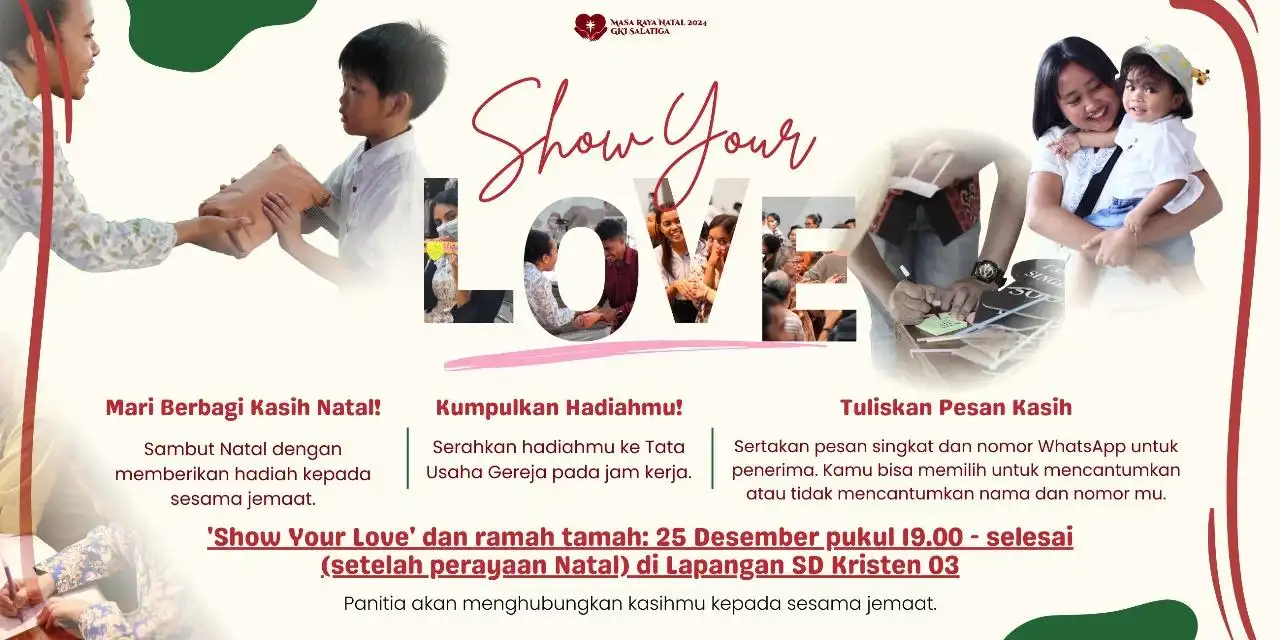 Masa Raya Natal 2024
GKI Salatiga
Show Your
LOVE
Mari Berbagi Kasih Natal!
Sambut Natal dengan
memberikan hadiah kepada
sesama jemaat.
Kumpulkan Hadiahmu!
Serahkan hadiahmu ke Tata
Usaha Gereja pada jam kerja.
Tuliskan Pesan Kasih
Sertakan pesan singkat dan nomor WhatsApp untuk
penerima. Kamu bisa memilih untuk mencantumkan
atau tidak mencantumkan nama dan nomor mu.
'Show Your Love' dan ramah tamah: 25 Desember pukul 19.00 - selesai
(setelah perayaan Natal) di Lapangan SD Kristen 03
Panitia akan menghubungkan kasihmu kepada sesama jemaat.